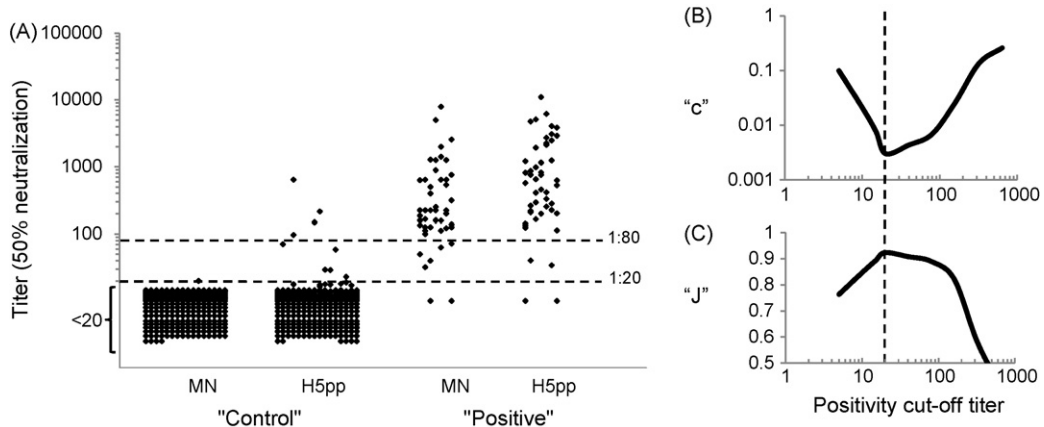 (A)
Titer (50% neutralization)
100000
10000
1000
100
<20
1:80
1:20
MN
H5pp
MN
H5pp
"Control"
"Positive"
(B)
"c"
1
0.1
0.01
0.001
1
10
100
1000
(C)
"J"
1
0.9
0.8
0.7
0.6
0.5
1
10
100
1000
Positivity cut-off titer